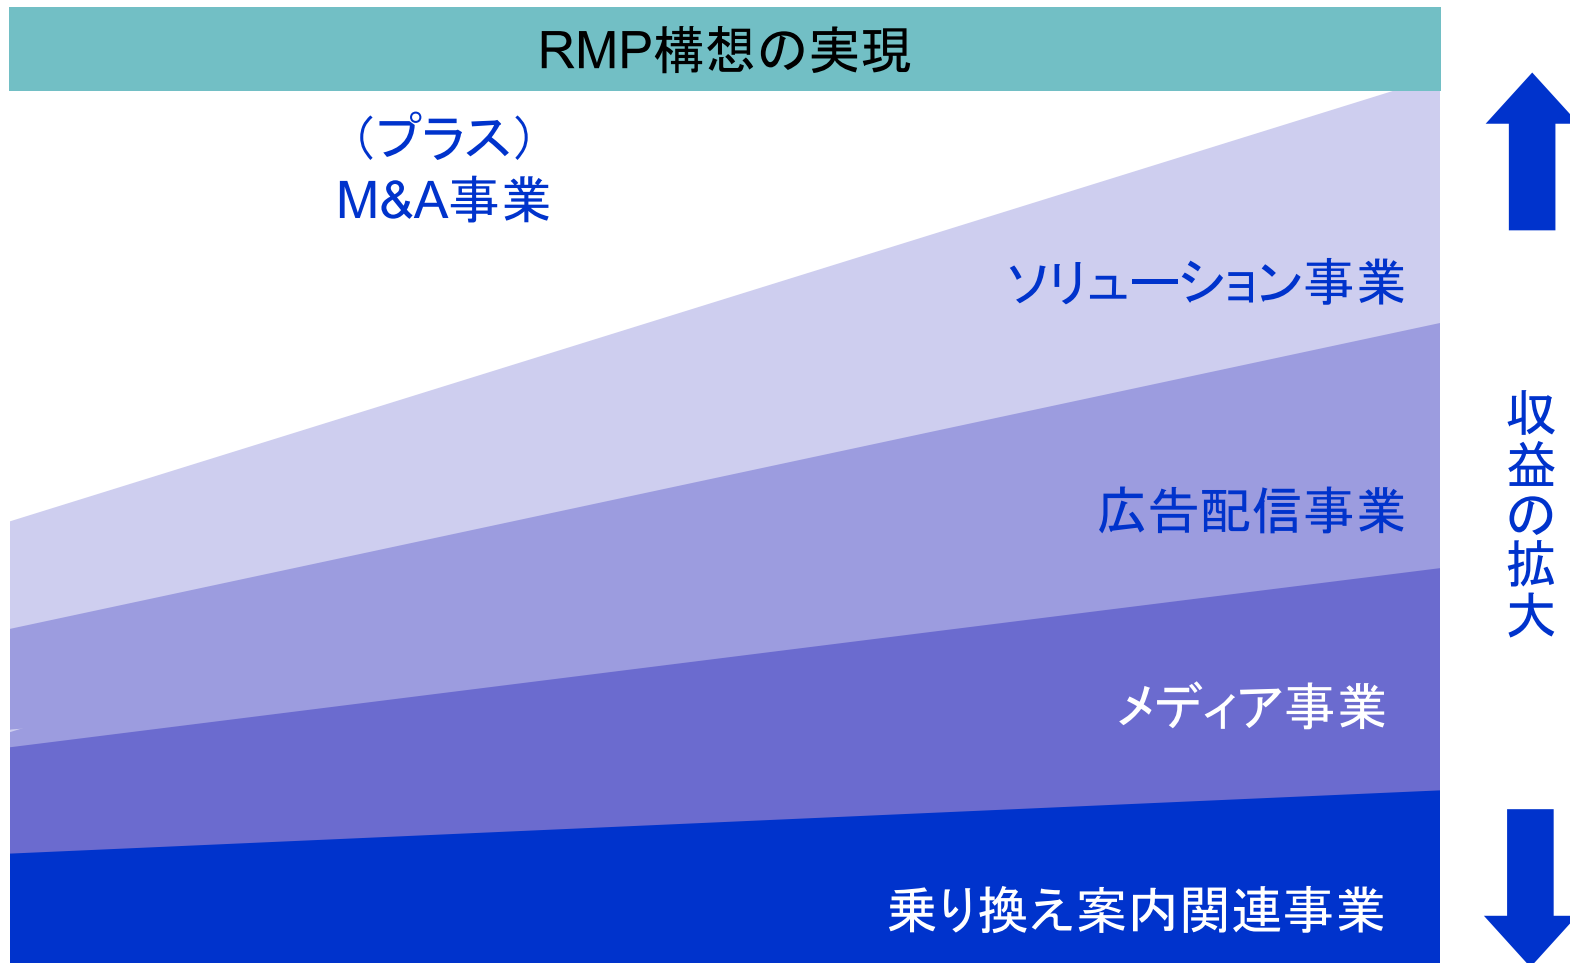 RMP構想の実現
（プラス）
M&A事業
ソリューション事業
広告配信事業
メディア事業
乗り換え案内関連事業
収益の拡大